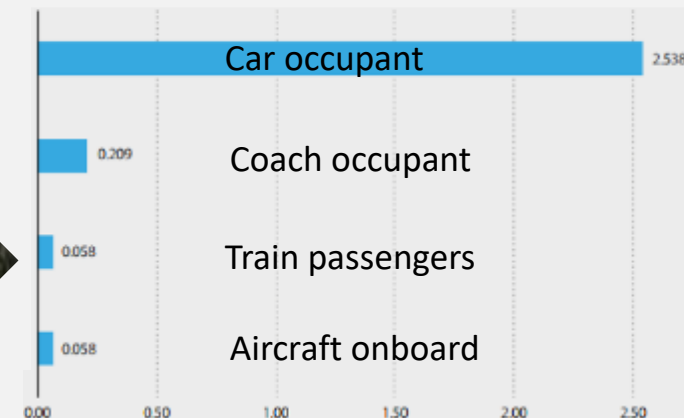 Car occupant 2.538
0.209 Coach occupant
0.058 Train passengers
0.058 Aircraft onboard
0.00 0.50 1.00 1.50 2.00 2.50